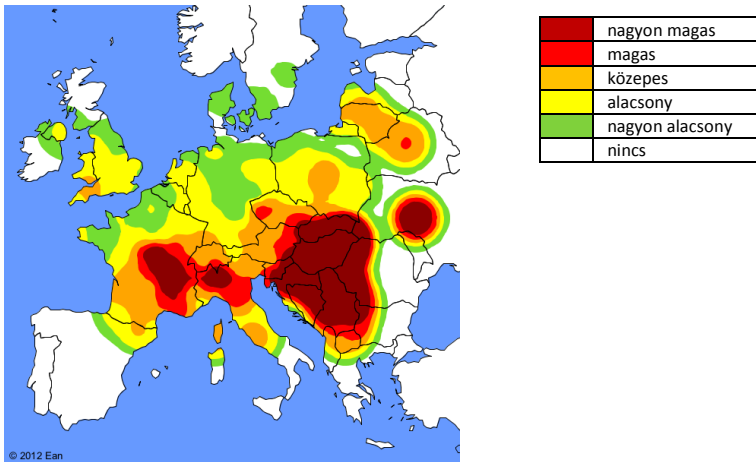 nagyon magas
magas
közepes
alacsony
nagyon alacsony
nincs
© 2012 Ean